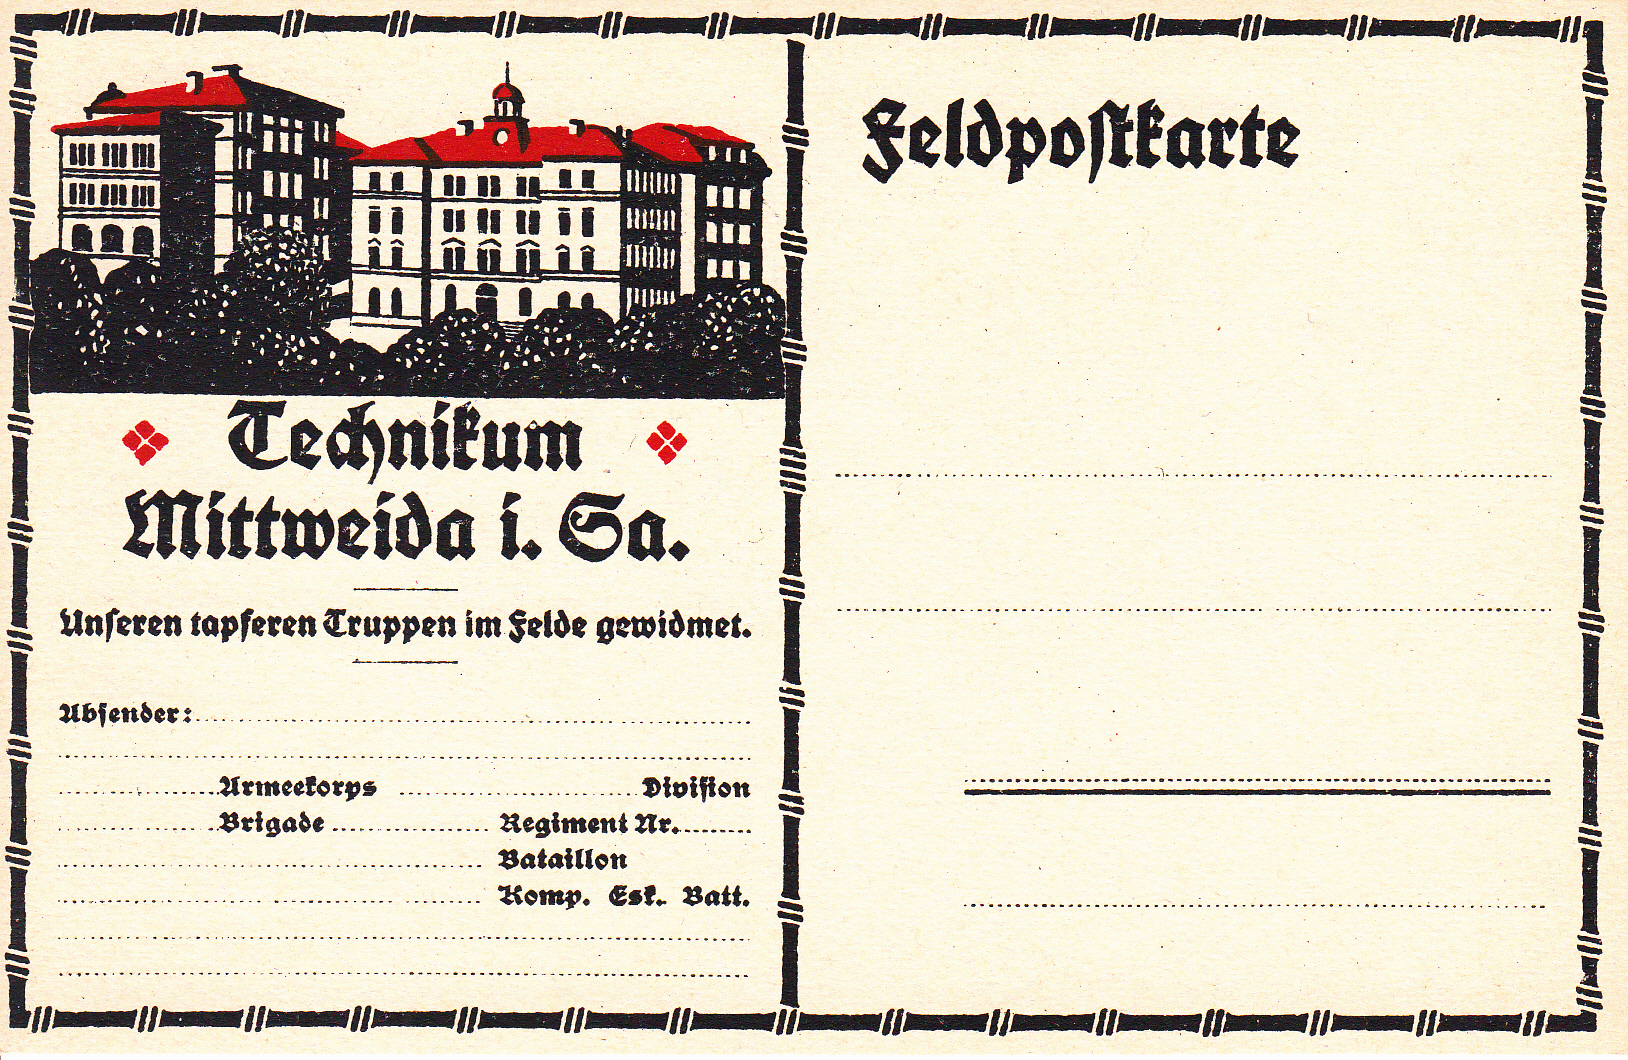 Technikum
Mittweida i. Sa.
Unſeren tapferen Truppen im Felde gewidmet.
Abſender:
Armeekorps Diviſion
Brigade Regiment Nr.
Bataillon
Komp. Esk. Batt.
Feldpoſtkarte